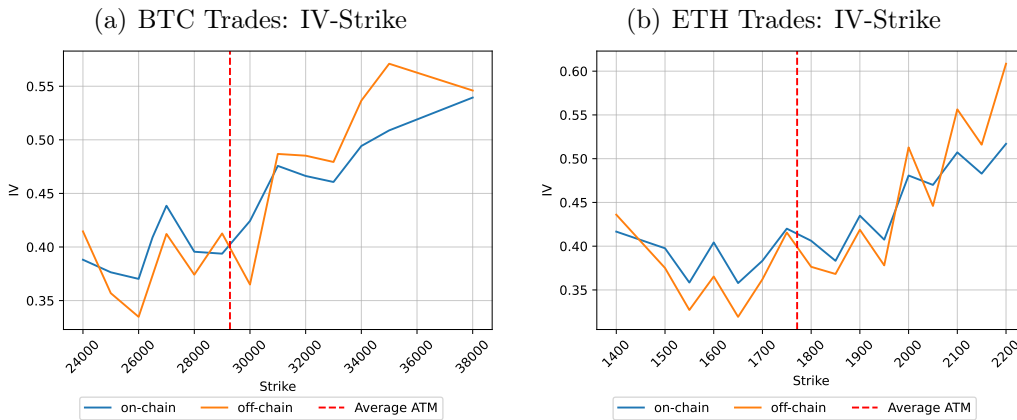 (a) BTC Trades: IV-Strike
0.55
0.50
0.45
0.40
0.35
IV
24000 26000 28000 30000 32000 34000 36000 38000
Strike
on-chain off-chain Average ATM
(b) ETH Trades: IV-Strike
0.60
0.55
0.50
0.45
0.40
0.35
IV
1400 1500 1600 1700 1800 1900 2000 2100 2200
Strike
on-chain off-chain Average ATM